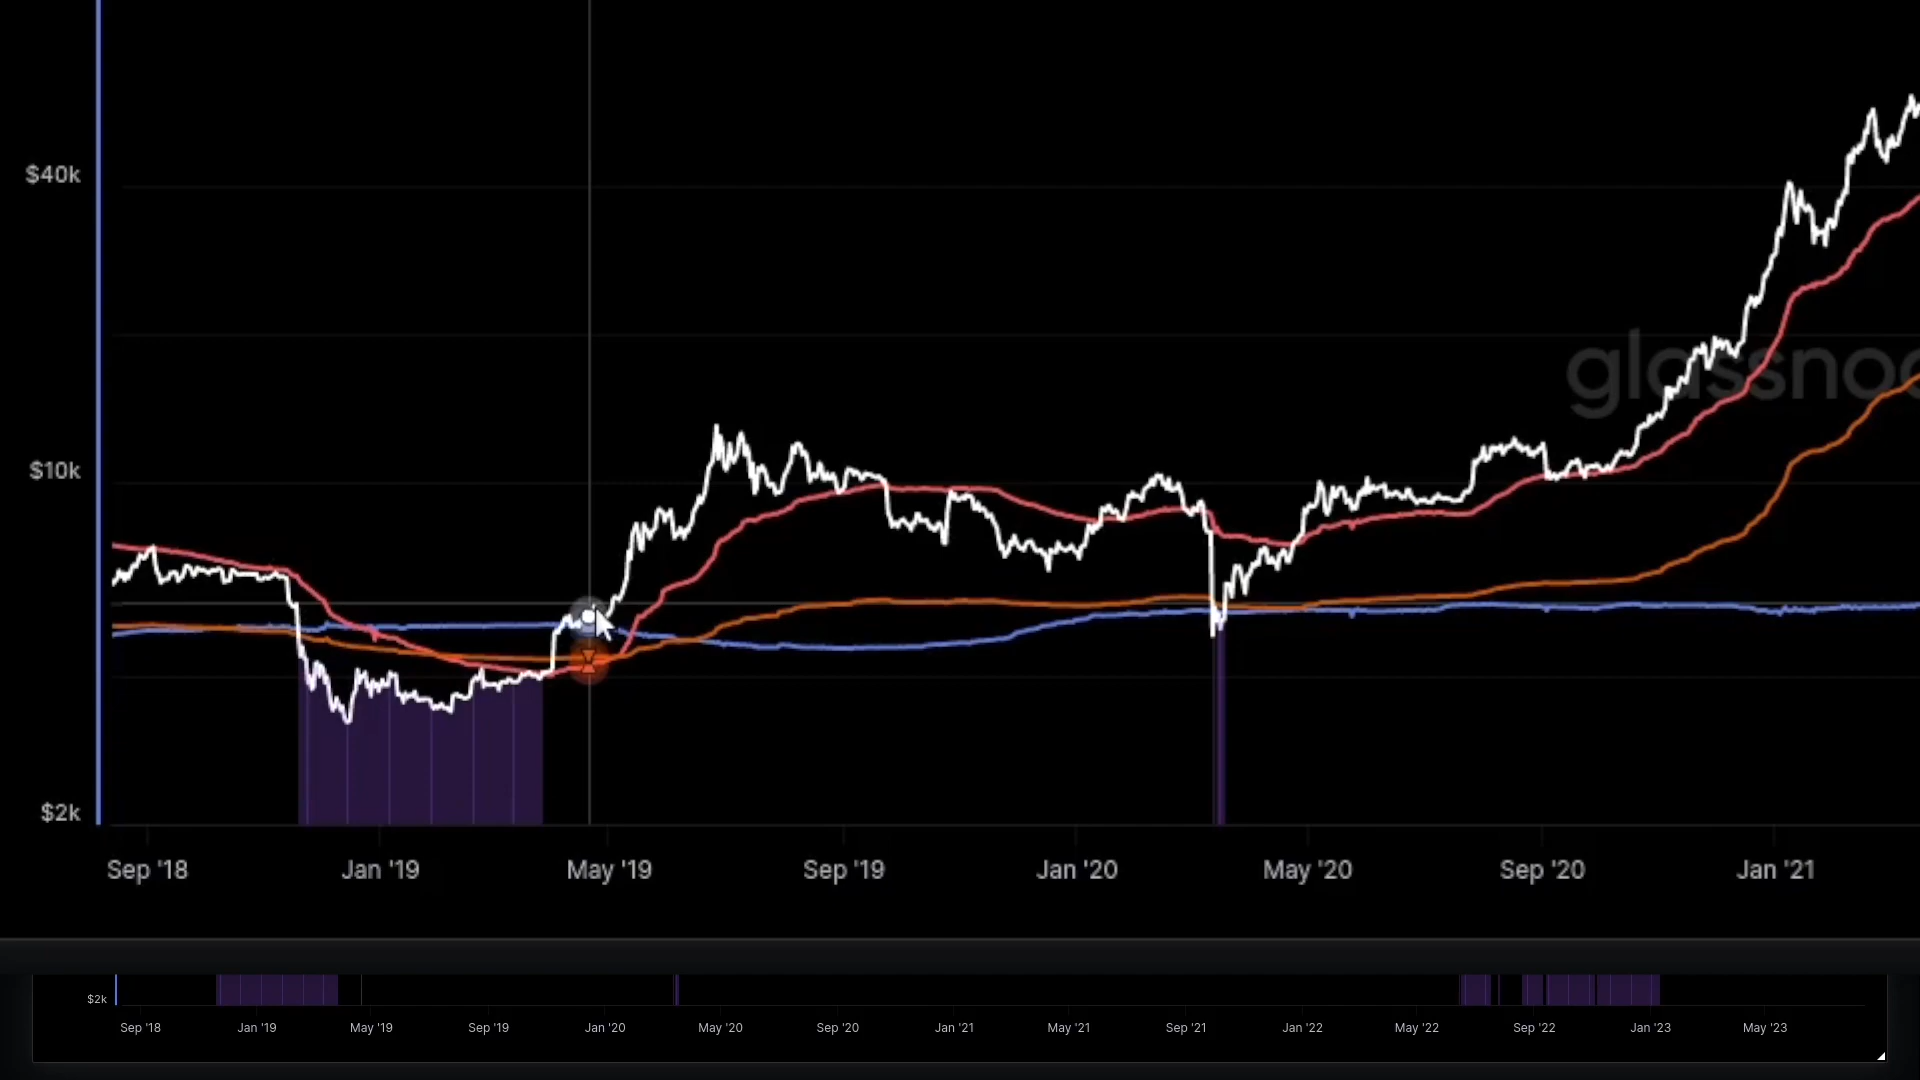 $40k
glassno
$10k
$2k
Sep '18 Jan '19 May '19 Sep '19 Jan '20 May '20 Sep '20 Jan '21
$2k
Sep '18 Jan '19 May '19 Sep '19 Jan '20 May '20 Sep '20 Jan '21 May '21 Sep '21 Jan '22 May '22 Sep '22 Jan '23 May '23